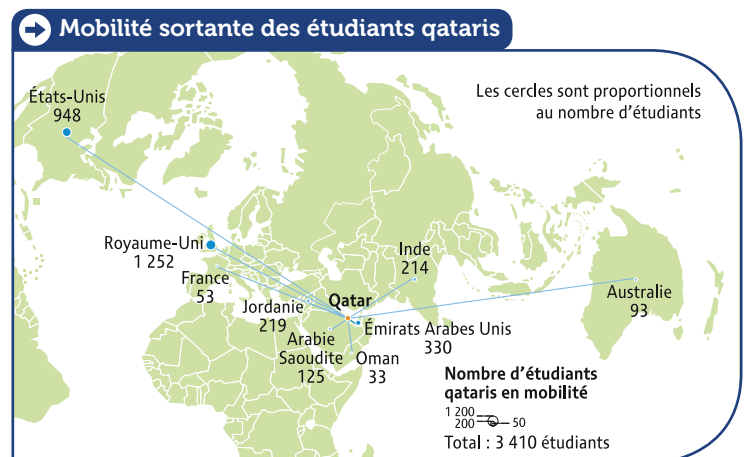 Mobilité sortante des étudiants qataris
Les cercles sont proportionnels
au nombre d'étudiants
États-Unis
948
Royaume-Uni
1 252
France
53
Jordanie
219
Qatar
Inde
214
Australie
93
Émirats Arabes Unis
330
Arabie
Saoudite
125
Oman
33
Nombre d'étudiants
qataris en mobilité
1 200
200
50
Total : 3 410 étudiants